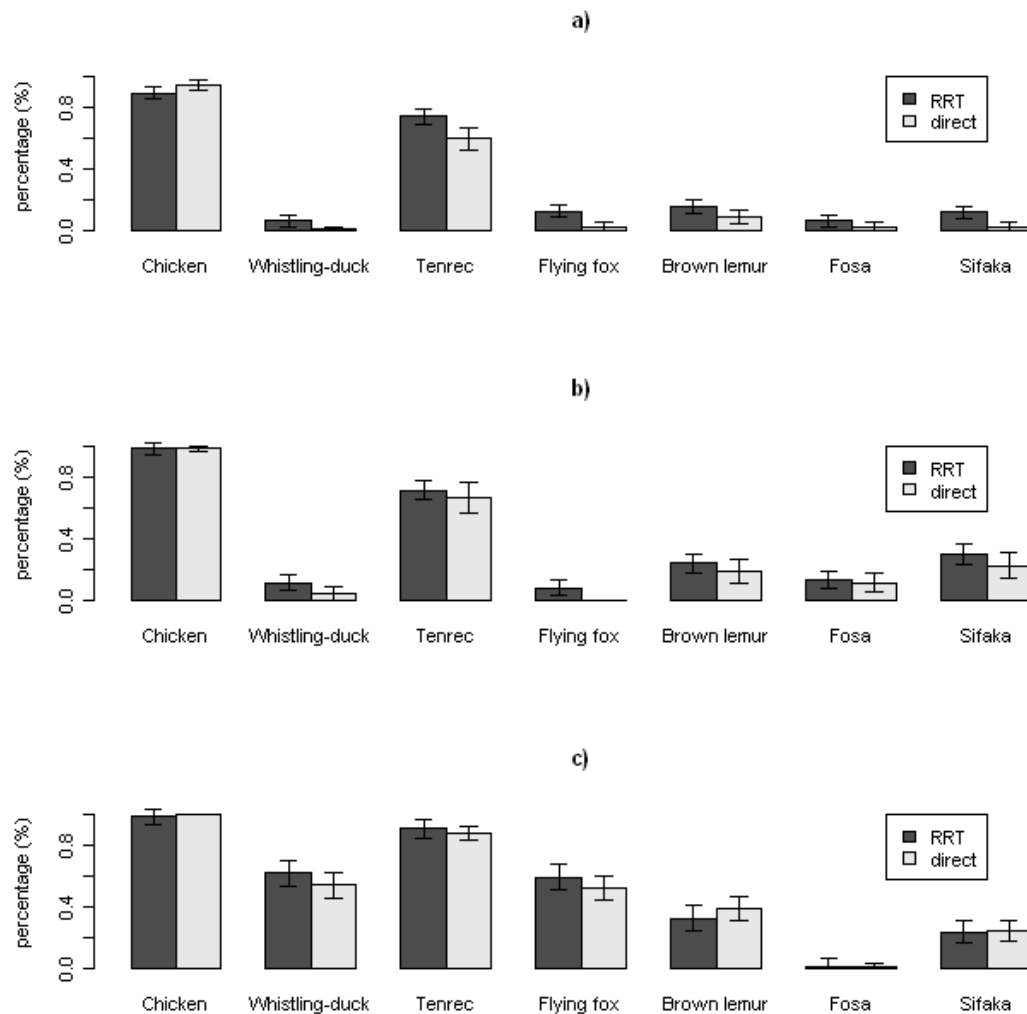 a)
percentage (%)
0.0 0.4 0.8
RRT
direct
Chicken Whistling-duck Tenrec Flying fox Brown lemur Fosa Sifaka
b)
percentage (%)
0.0 0.4 0.8
RRT
direct
Chicken Whistling-duck Tenrec Flying fox Brown lemur Fosa Sifaka
c)
percentage (%)
0.0 0.4 0.8
RRT
direct
Chicken Whistling-duck Tenrec Flying fox Brown lemur Fosa Sifaka